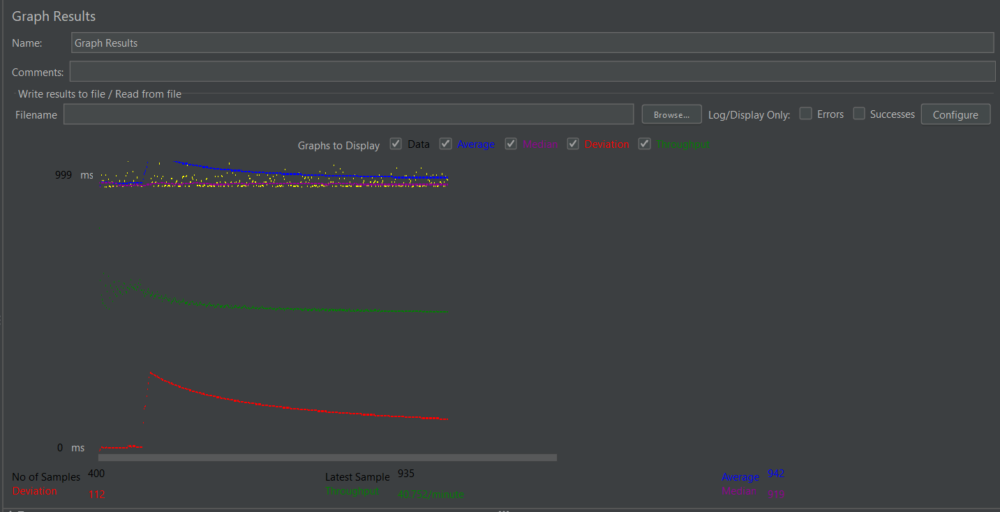 Graph Results
Name: Graph Results
Comments:
Write results to file / Read from file
Filename Browse... Log/Display Only: Errors Successes Configure
Graphs to Display Data Average Median Deviation Throughput
999 ms
0 ms
No of Samples 400 Latest Sample 935 Average 942
Deviation 112 Throughput 40.752/minute Median